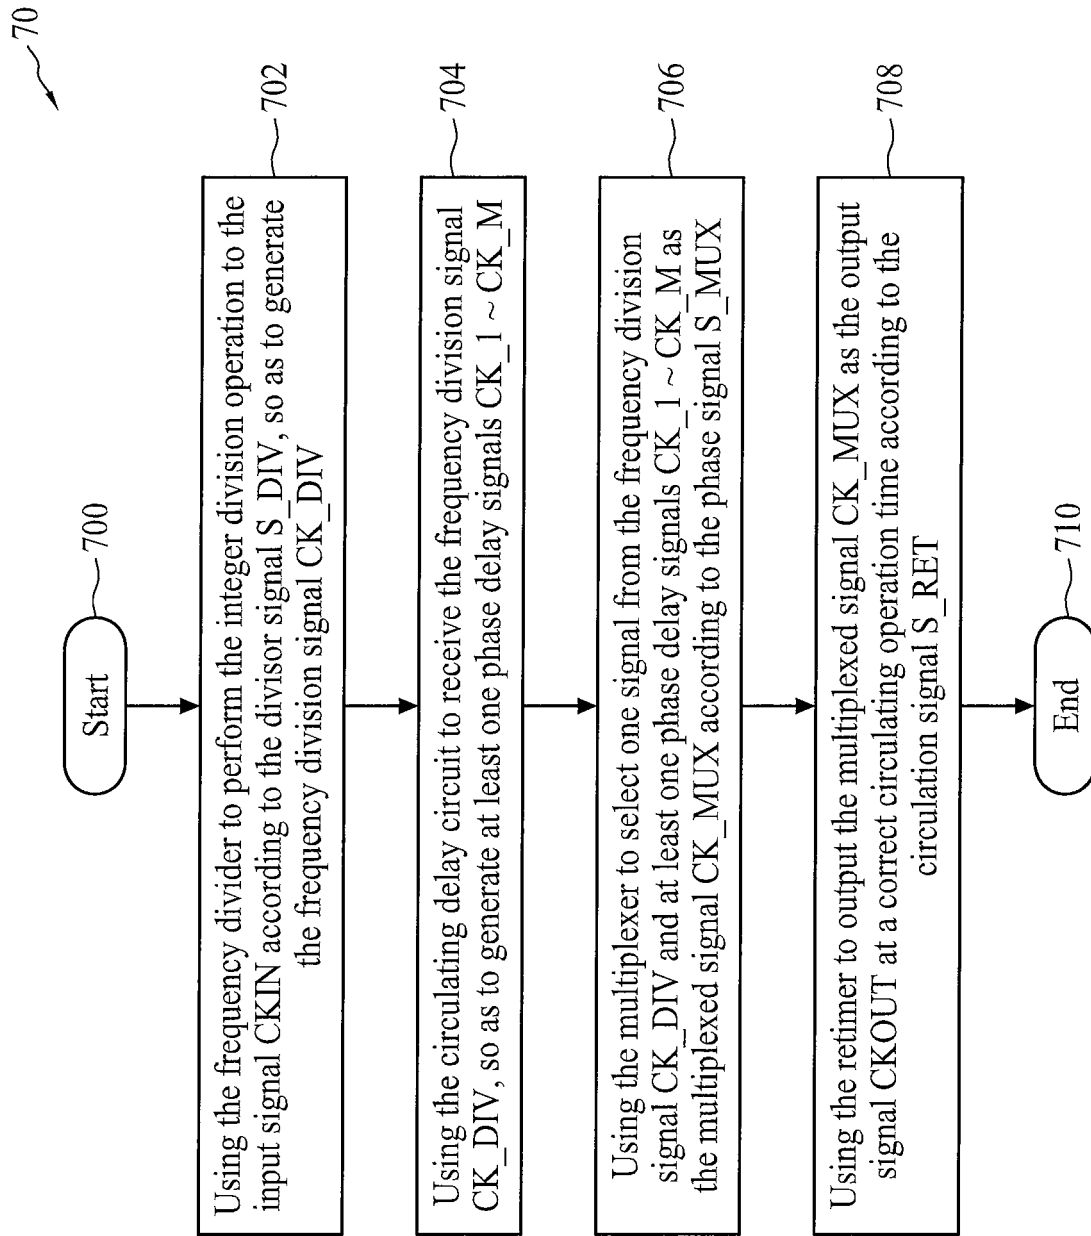 70
Start
700
Using the frequency divider to perform the integer division operation to the
input signal CKIN according to the divisor signal S_DIV, so as to generate
the frequency division signal CK_DIV
702
Using the circulating delay circuit to receive the frequency division signal
CK_DIV, so as to generate at least one phase delay signals CK_1 ~ CK_M
704
Using the multiplexer to select one signal from the frequency division
signal CK_DIV and at least one phase delay signals CK_1 ~ CK_M as
the multiplexed signal CK_MUX according to the phase signal S_MUX
706
Using the retimer to output the multiplexed signal CK_MUX as the output
signal CKOUT at a correct circulating operation time according to the
circulation signal S_RET
708
End
710